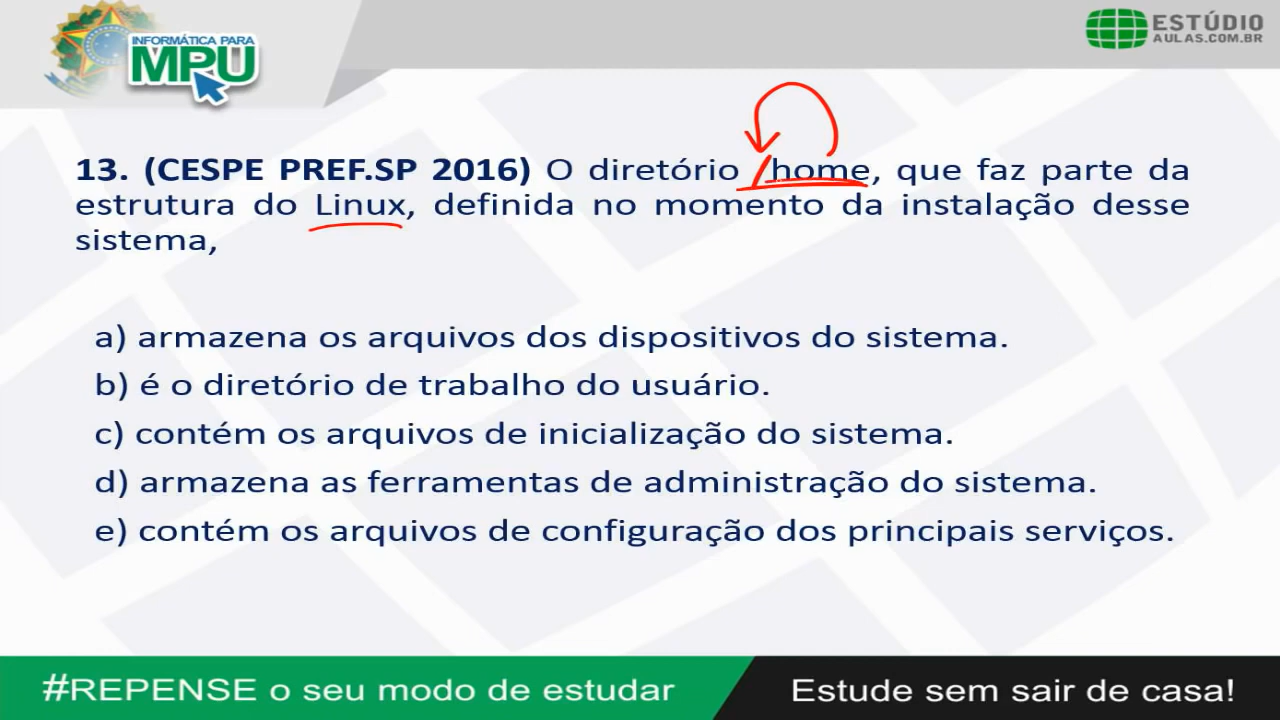 INFORMÁTICA PARA
MPU
ESTÚDIO
AULAS.COM.BR
13. (CESPE PREF.SP 2016) O diretório /home, que faz parte da
estrutura do Linux, definida no momento da instalação desse
sistema,
a) armazena os arquivos dos dispositivos do sistema.
b) é o diretório de trabalho do usuário.
c) contém os arquivos de inicialização do sistema.
d) armazena as ferramentas de administração do sistema.
e) contém os arquivos de configuração dos principais serviços.
#REPENSE o seu modo de estudar
Estude sem sair de casa!